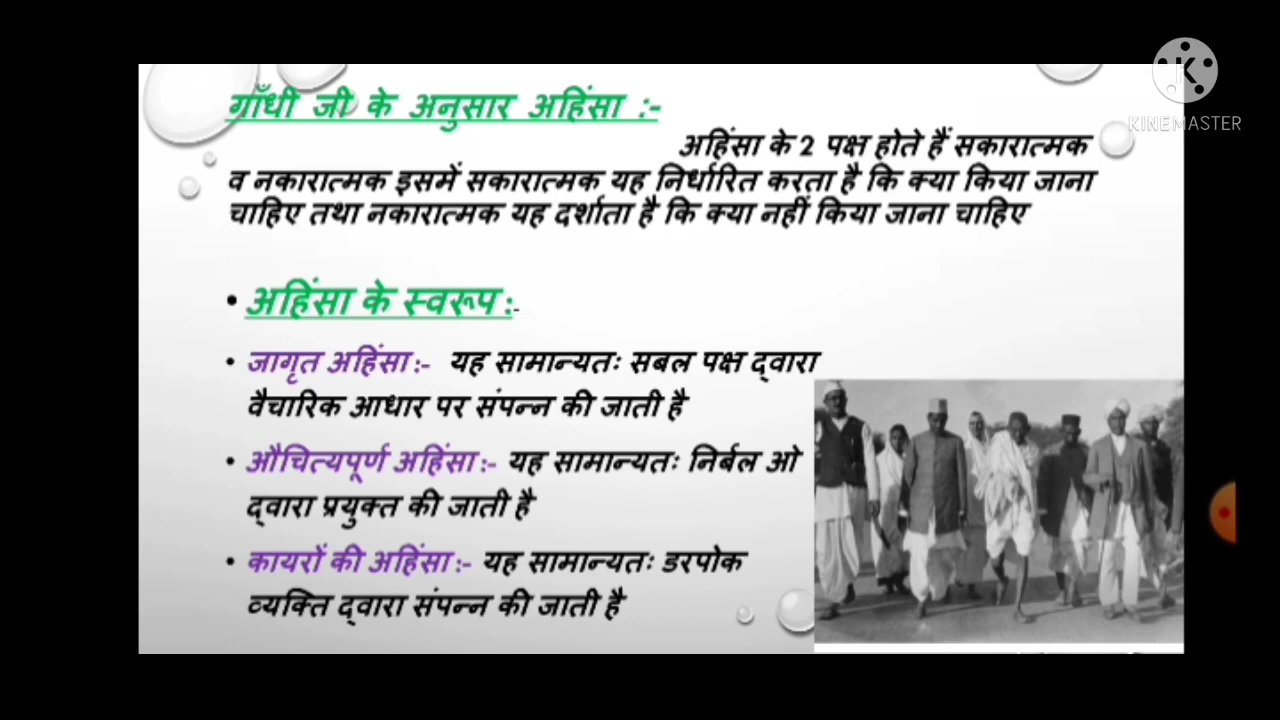 गाँधी जी के अनुसार अहिंसा :-
अहिंसा के 2 पक्ष होते हैं सकारात्मक
व नकारात्मक इसमें सकारात्मक यह निर्धारित करता है कि क्या किया जाना
चाहिए तथा नकारात्मक यह दर्शाता है कि क्या नहीं किया जाना चाहिए
• अहिंसा के स्वरूप :-
• जागृत अहिंसा :- यह सामान्यतः सबल पक्ष द्वारा
वैचारिक आधार पर संपन्न की जाती है
• औचित्यपूर्ण अहिंसा :- यह सामान्यतः निर्बल ओ
द्वारा प्रयुक्त की जाती है
• कायरों की अहिंसा :- यह सामान्यतः डरपोक
व्यक्ति द्वारा संपन्न की जाती है
KINEMASTER